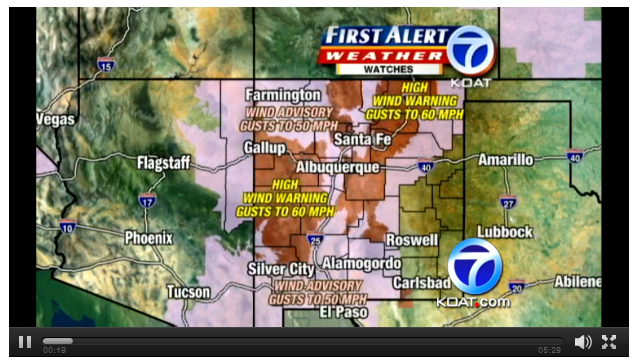 FIRST ALERT
WEATHER
WATCHES
7
KOAT
15
Vegas
Farmington
WIND ADVISORY
GUSTS TO 50 MPH
HIGH
WIND WARNING
GUSTS TO 60 MPH
Santa Fe
Gallup
Flagstaff
Albuquerque
40
Amarillo
40
HIGH
WIND WARNING
GUSTS TO 60 MPH
17
27
10
Phoenix
25
Roswell
Lubbock
Silver City
Alamogordo
7
Carlsbad
Tucson
WIND ADVISORY
GUSTS TO 50 MPH
KOAT.com
20
Abilene
El Paso
00:19
05:29